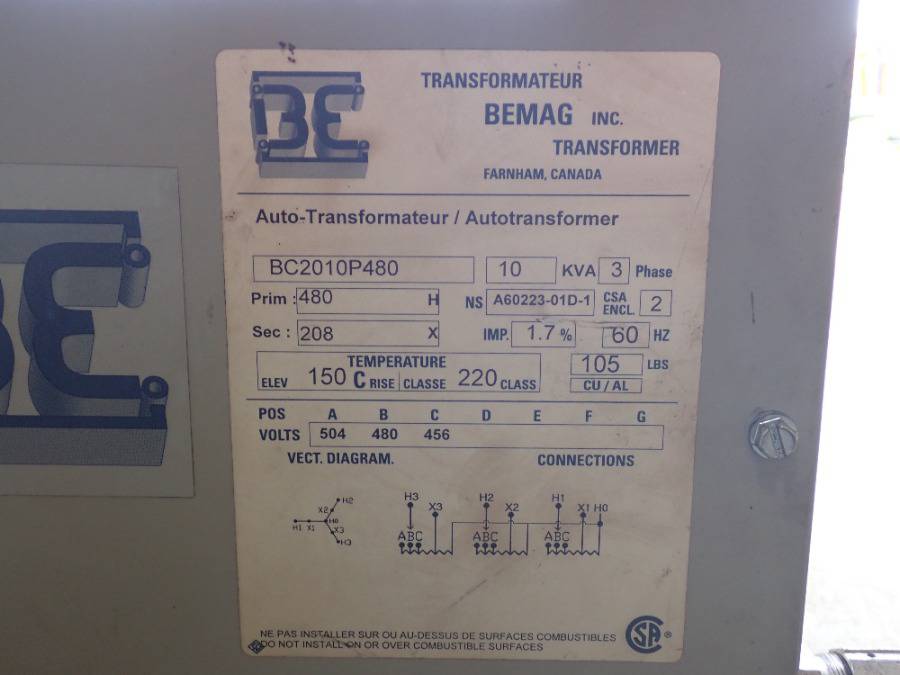 BE
TRANSFORMATEUR
BEMAG INC.
TRANSFORMER
FARNHAM, CANADA
Auto-Transformateur / Autotransformer
BC2010P480 10 KVA 3 Phase
Prim : 480 H NS A60223-01D-1 CSA ENCL. 2
Sec : 208 X IMP. 1.7 % 60 HZ
TEMPERATURE 105 LBS
ELEV 150 C RISE CLASSE 220 CLASS CU / AL
POS A B C D E F G
VOLTS 504 480 456
VECT. DIAGRAM. CONNECTIONS
H2
X2
H1 X1 H0
X3
H3
H3 X3 H2 X2 H1 X1 H0
ABC ABC ABC
NE PAS INSTALLER SUR OU AU-DESSUS DE SURFACES COMBUSTIBLES
DO NOT INSTALL ON OR OVER COMBUSTIBLE SURFACES
CSA ®